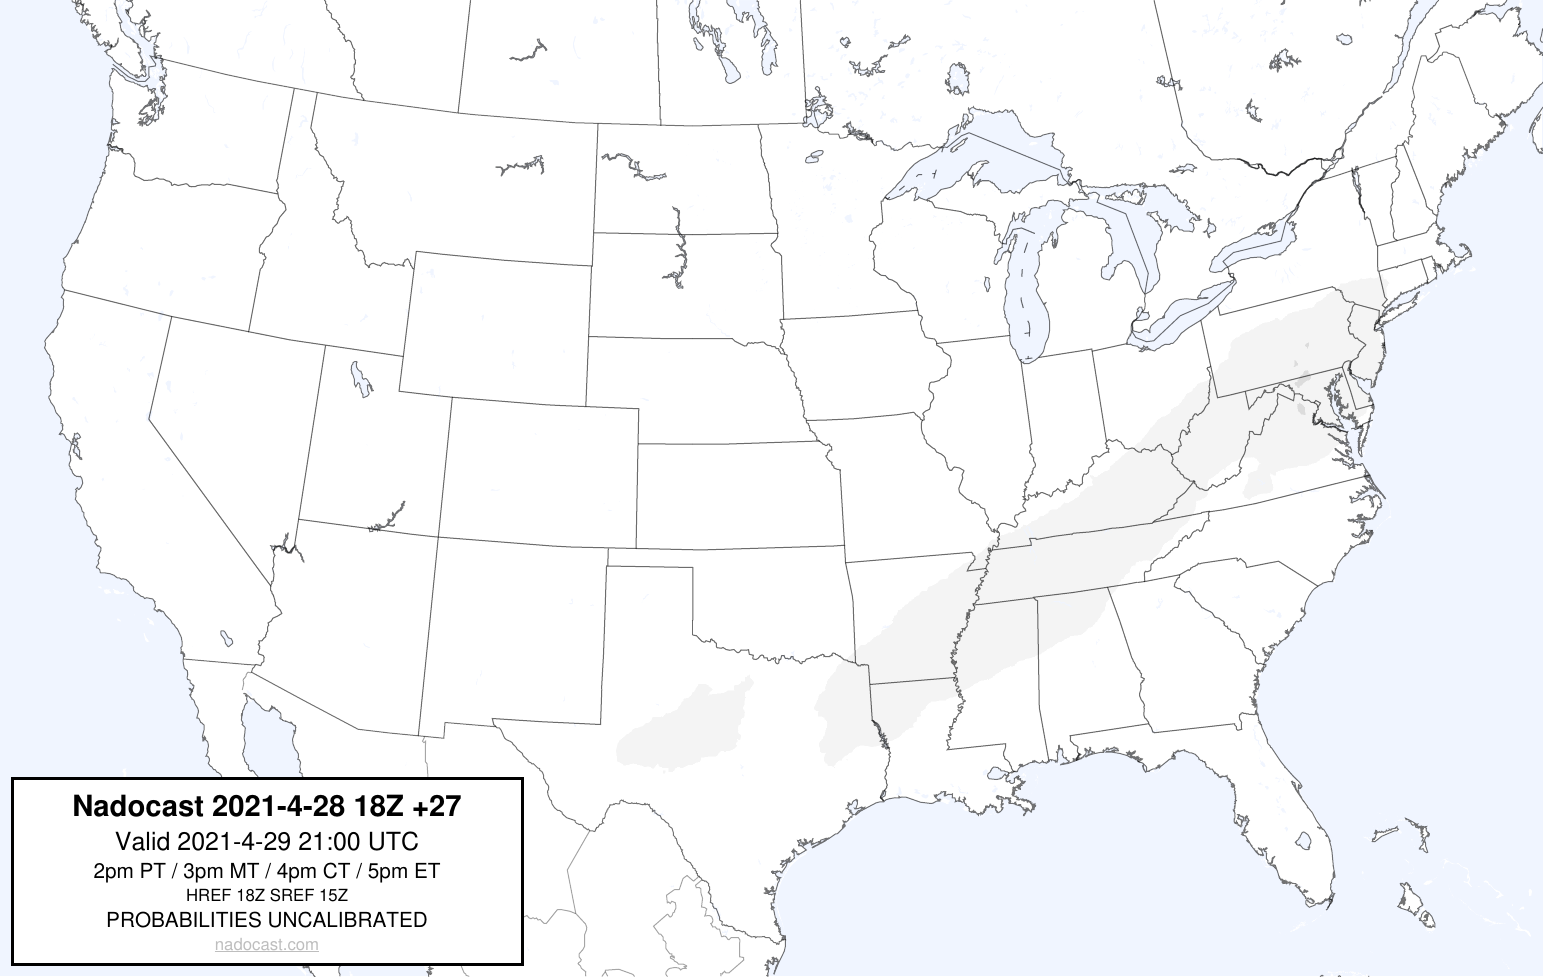 Nadocast 2021-4-28 18Z +27
Valid 2021-4-29 21:00 UTC
2pm PT / 3pm MT / 4pm CT / 5pm ET
HREF 18Z SREF 15Z
PROBABILITIES UNCALIBRATED
nadocast.com